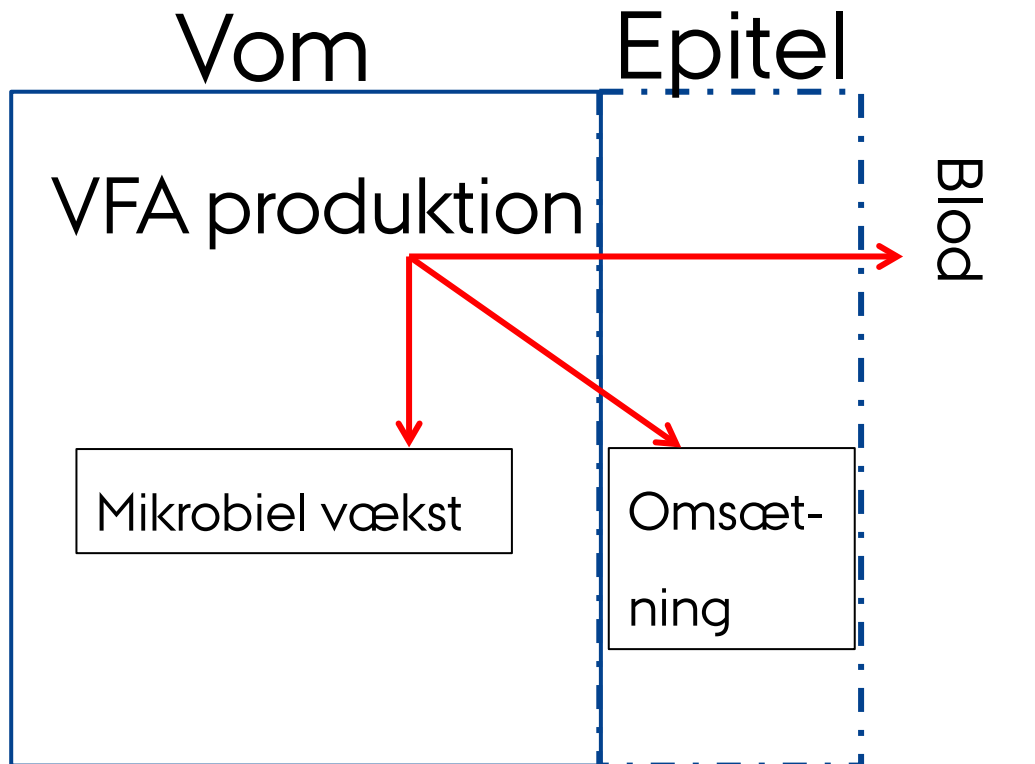 Vom
Epitel
VFA produktion
Blod
Mikrobiel vækst
Omsæt-
ning